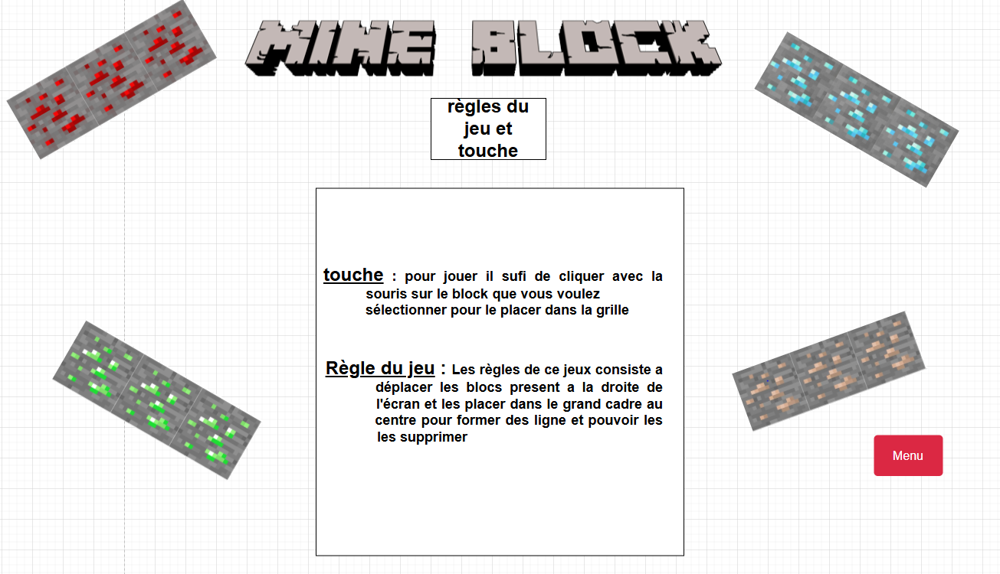 MINE BLOCK
règles du
jeu et
touche
touche : pour jouer il sufi de cliquer avec la
souris sur le block que vous voulez
sélectionner pour le placer dans la grille
Règle du jeu : Les règles de ce jeux consiste a
déplacer les blocs present a la droite de
l'écran et les placer dans le grand cadre au
centre pour former des ligne et pouvoir les
les supprimer
Menu